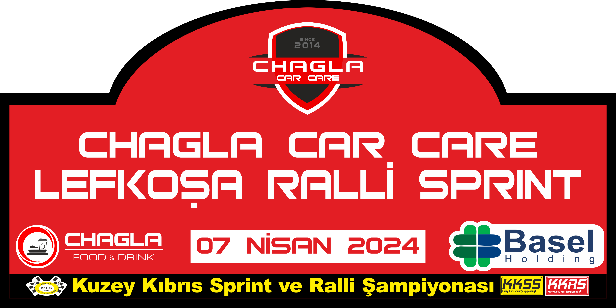 SINCE
2014
CHAGLA
CAR CARE
CHAGLA CAR CARE
LEFKOŞA RALLİ SPRINT
CHAGLA
FOOD & DRINK
07 NİSAN 2024
Basel
Holding
Kuzey Kıbrıs Sprint ve Ralli Şampiyonası
KKSS
KKRS